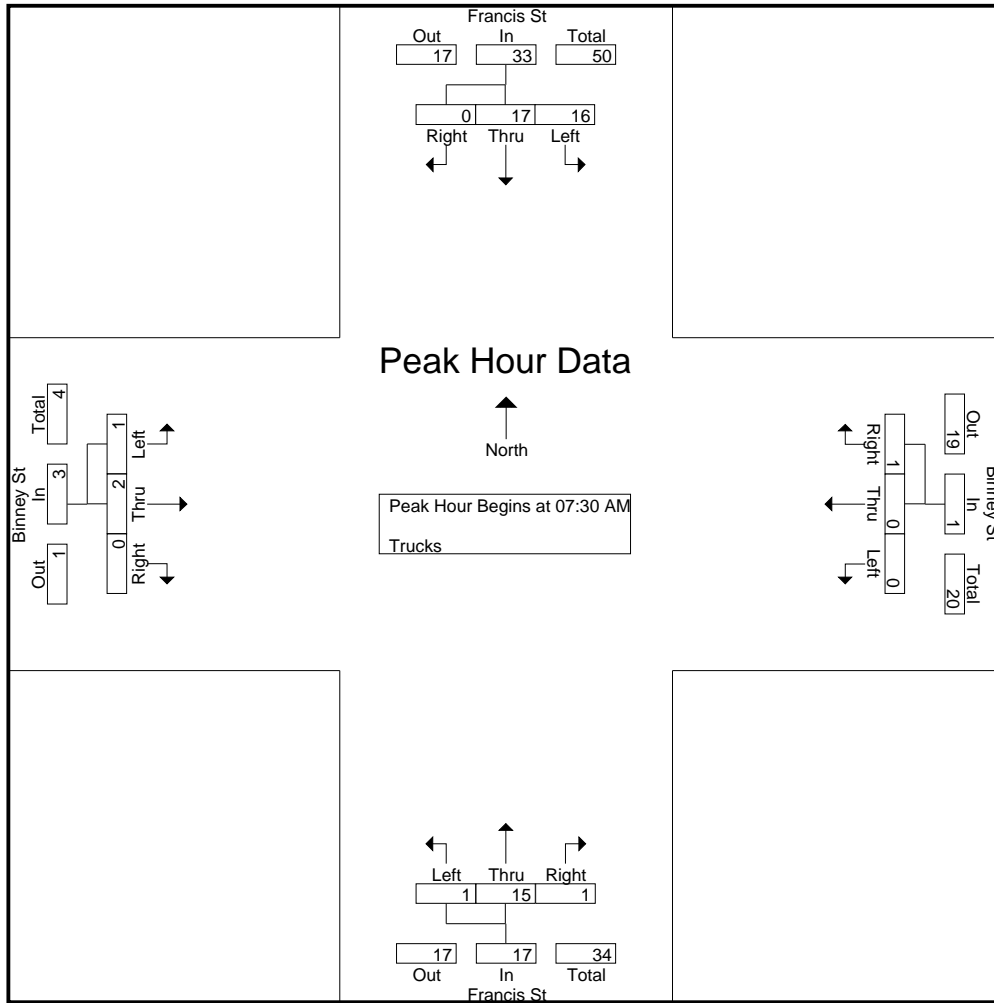 Francis St
Out In Total
17 33 50
0 17 16
Right Thru Left
Peak Hour Data
North
Peak Hour Begins at 07:30 AM
Trucks
Binney St
Out In Total
1 3 4
Left Thru Right
1 2 0
Binney St
Out In Total
19 1 20
Right Thru Left
1 0 0
Left Thru Right
1 15 1
17 17 34
Out In Total
Francis St